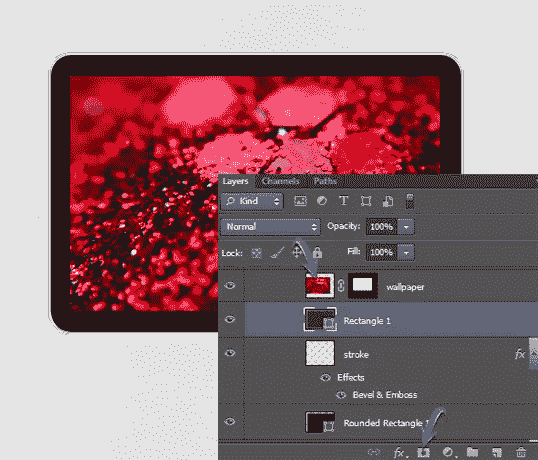 Layers Channels Paths
Kind
Normal Opacity: 100%
Lock: Fill: 100%
wallpaper
Rectangle 1
stroke fx
Effects
Bevel & Emboss
Rounded Rectangle
fx